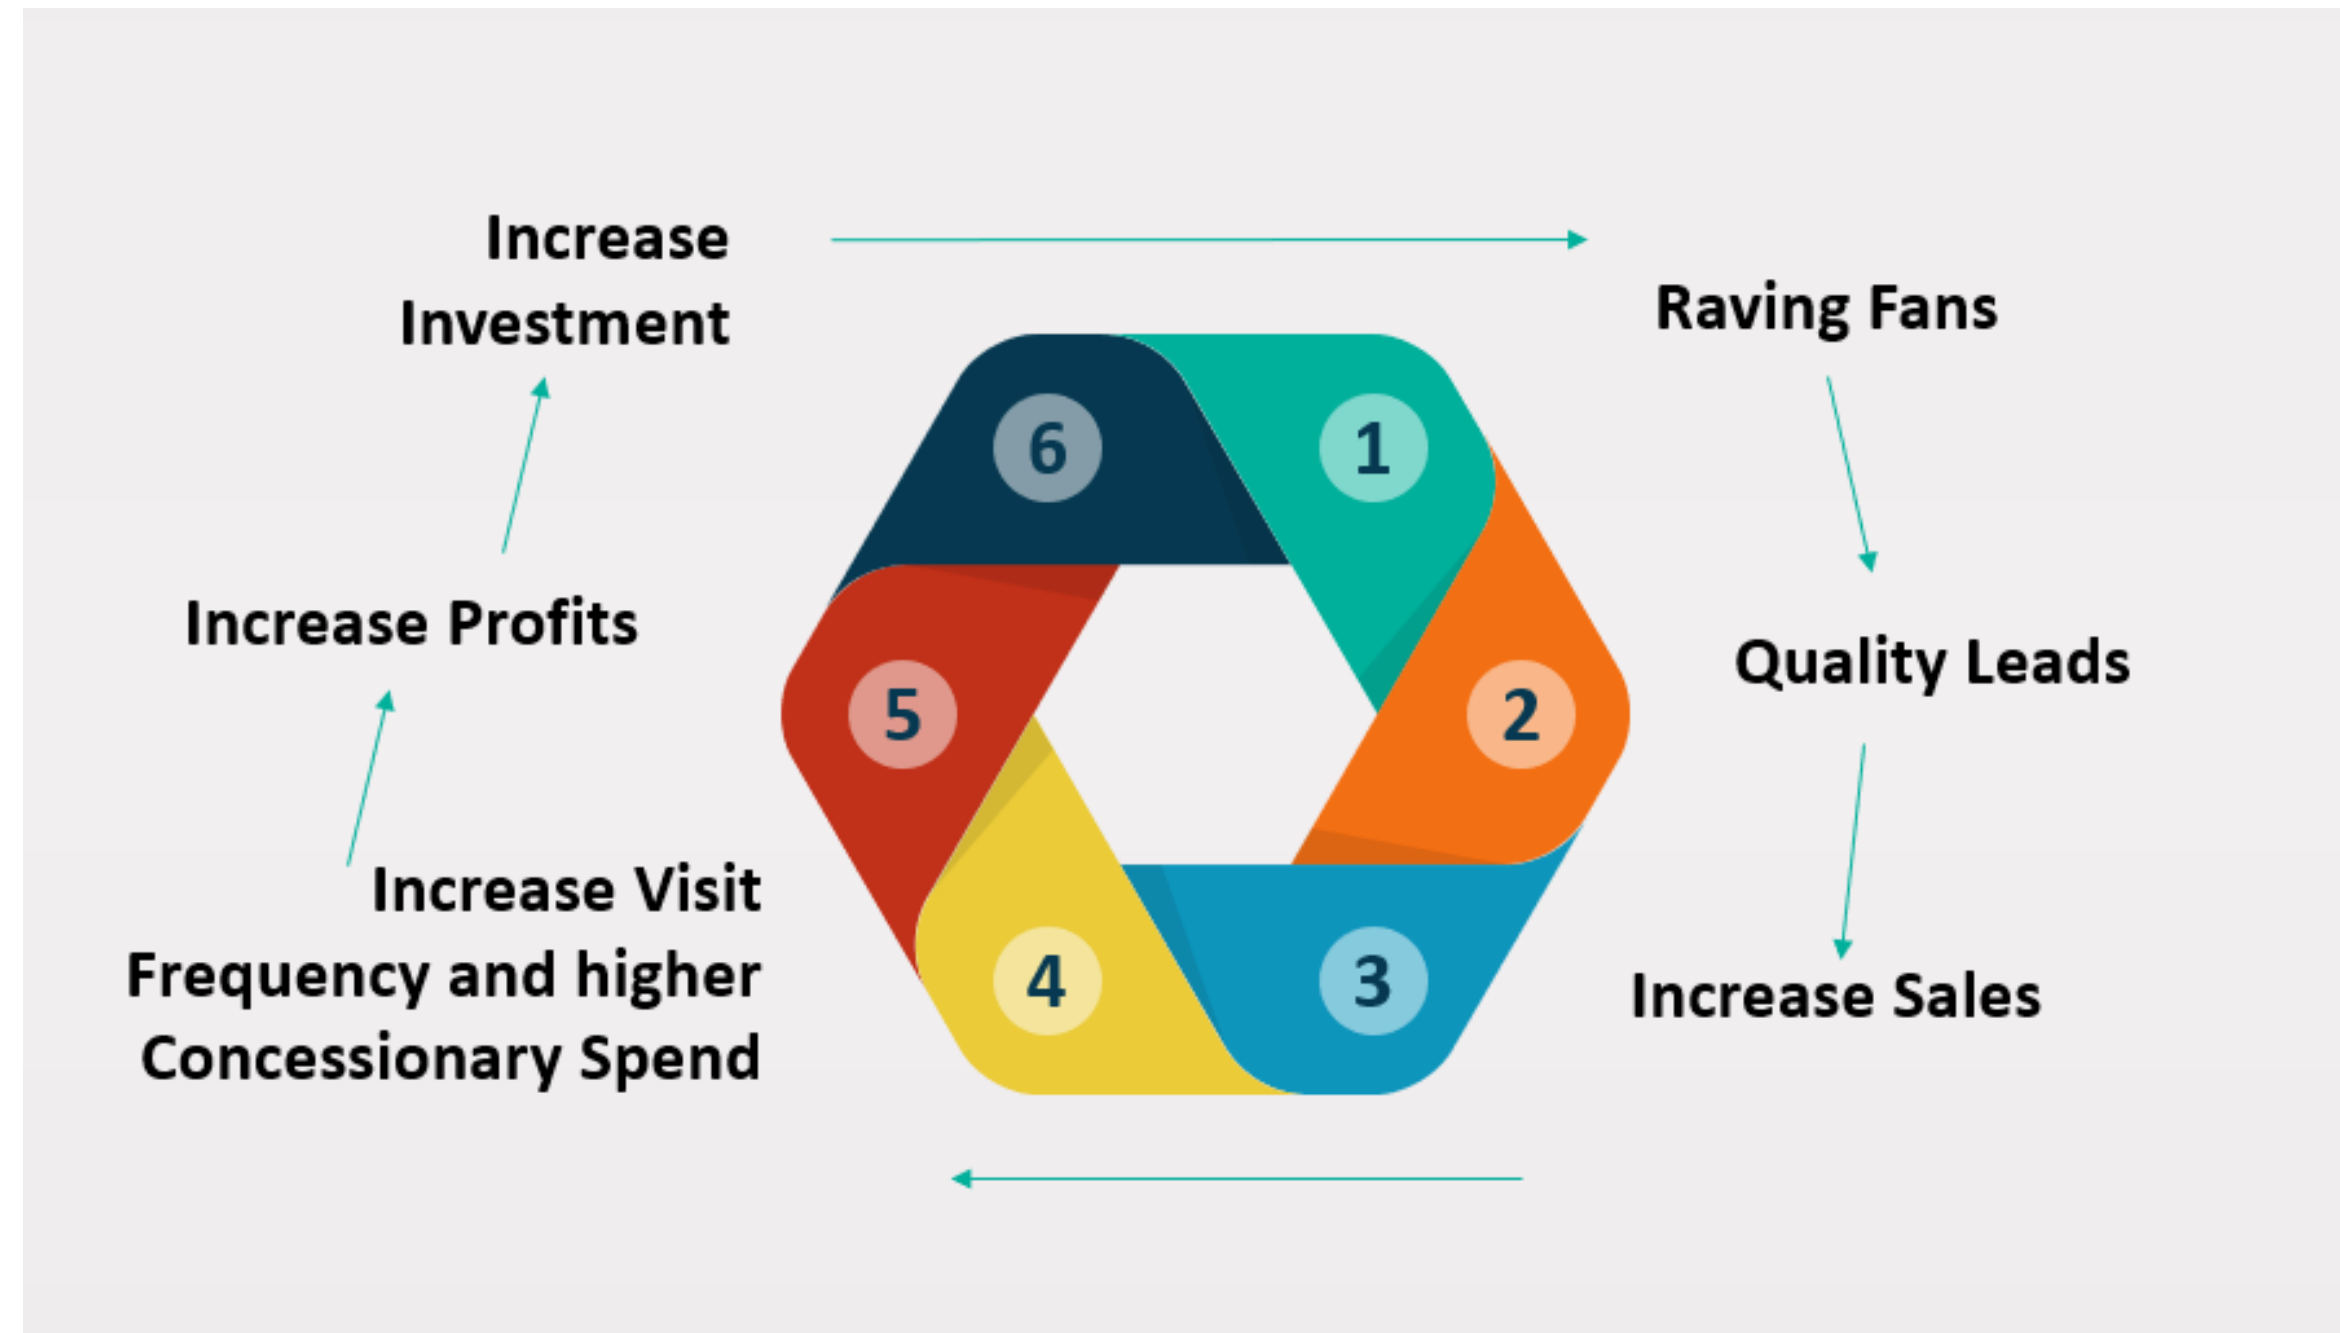 Increase
Investment
Raving Fans
6
1
Increase Profits
Quality Leads
5
2
Increase Visit
Frequency and higher
Concessionary Spend
4
3
Increase Sales